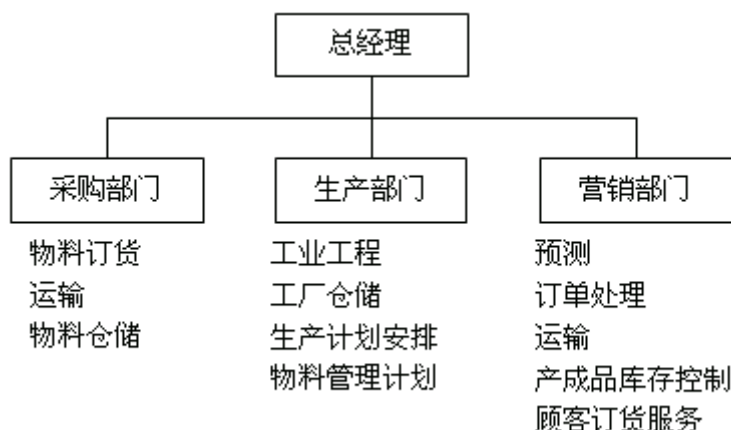 总经理
采购部门
生产部门
营销部门
物料订货
运输
物料仓储
工业工程
工厂仓储
生产计划安排
物料管理计划
预测
订单处理
运输
产成品库存控制
顾客订货服务